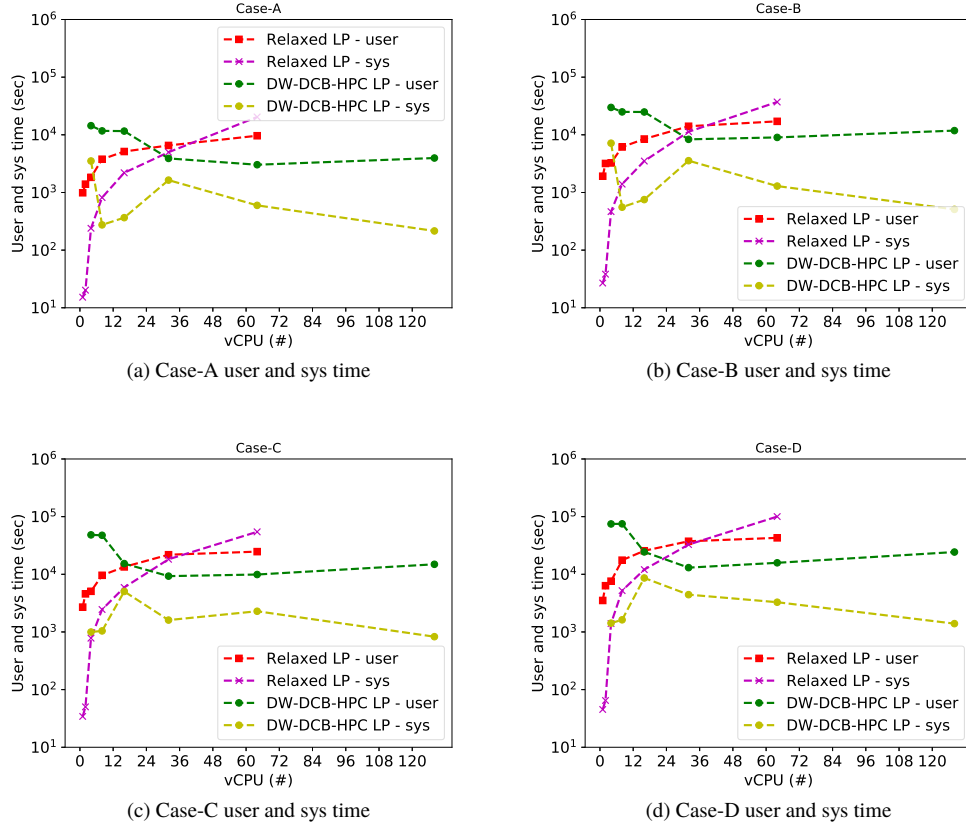 Case-A
10^6
10^5
10^4
10^3
10^2
10^1
User and sys time (sec)
Relaxed LP - user
Relaxed LP - sys
DW-DCB-HPC LP - user
DW-DCB-HPC LP - sys
0 12 24 36 48 60 72 84 96 108 120
vCPU (#)
(a) Case-A user and sys time
Case-B
10^6
10^5
10^4
10^3
10^2
10^1
User and sys time (sec)
Relaxed LP - user
Relaxed LP - sys
DW-DCB-HPC LP - user
DW-DCB-HPC LP - sys
0 12 24 36 48 60 72 84 96 108 120
vCPU (#)
(b) Case-B user and sys time
Case-C
10^6
10^5
10^4
10^3
10^2
10^1
User and sys time (sec)
Relaxed LP - user
Relaxed LP - sys
DW-DCB-HPC LP - user
DW-DCB-HPC LP - sys
0 12 24 36 48 60 72 84 96 108 120
vCPU (#)
(c) Case-C user and sys time
Case-D
10^6
10^5
10^4
10^3
10^2
10^1
User and sys time (sec)
Relaxed LP - user
Relaxed LP - sys
DW-DCB-HPC LP - user
DW-DCB-HPC LP - sys
0 12 24 36 48 60 72 84 96 108 120
vCPU (#)
(d) Case-D user and sys time